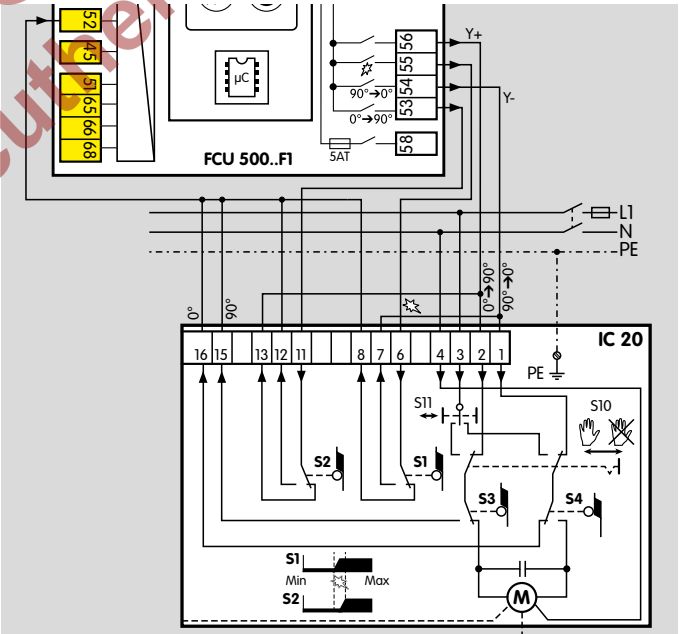 52
45
51
65
66
68
µC
FCU 500..F1
56
55
54
53
58
90°→0°
0°→90°
5AT
Y+
Y-
L1
N
PE
0°
90°
0°→90°
90°→0°
IC 20
16 15 13 12 11 8 7 6 4 3 2 1
PE
S11
S10
S2
S1
S3
S4
S1
Min Max
S2
M